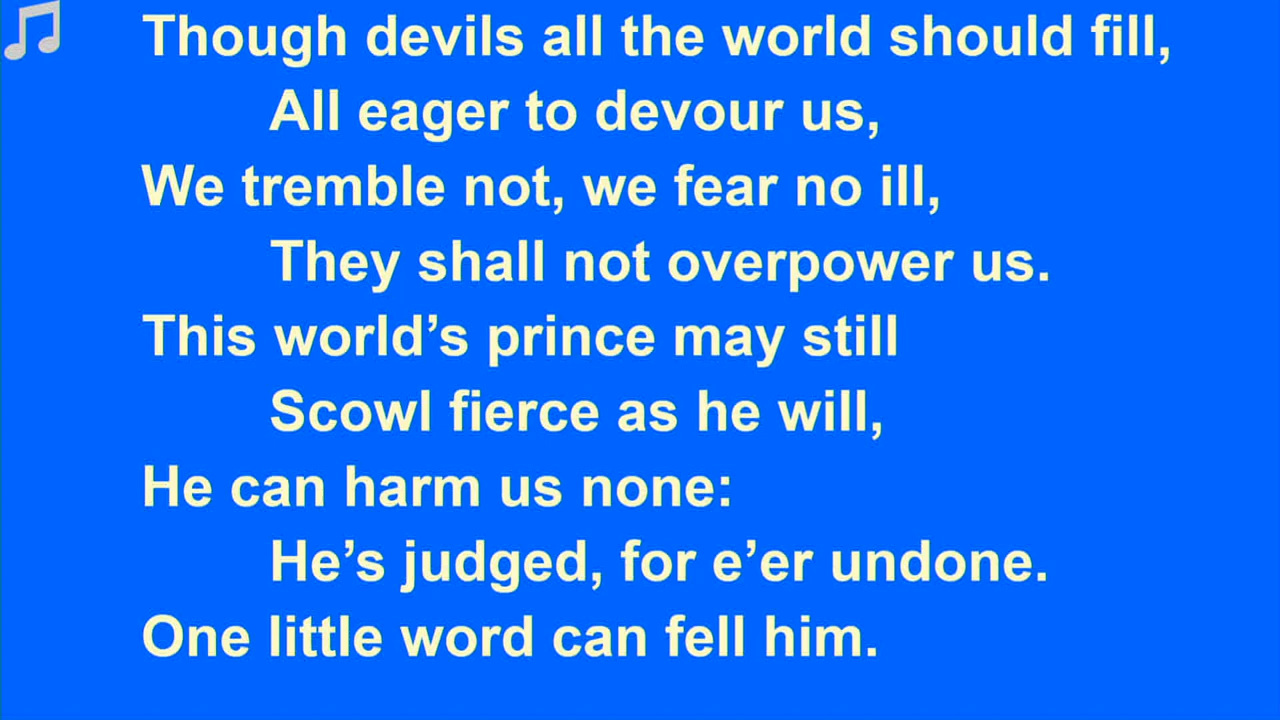 Though devils all the world should fill,
All eager to devour us,
We tremble not, we fear no ill,
They shall not overpower us.
This world’s prince may still
Scowl fierce as he will,
He can harm us none:
He’s judged, for e’er undone.
One little word can fell him.